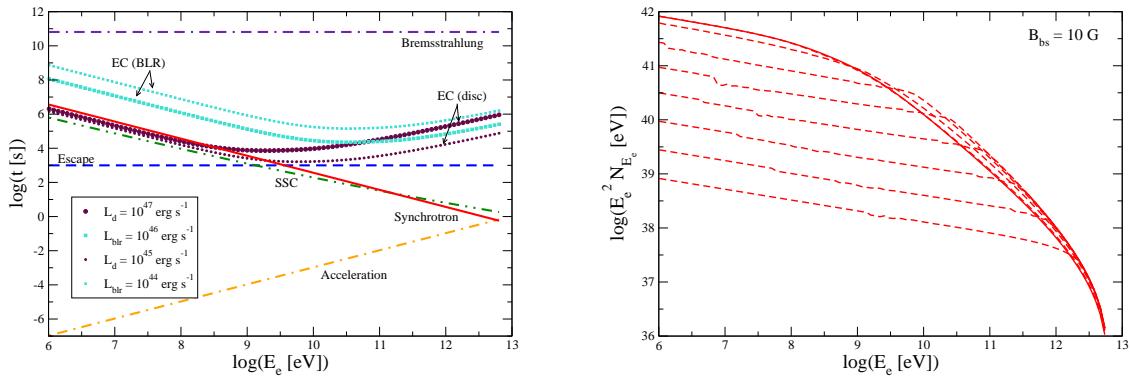 12
10
8
6
4
2
0
-2
-4
-6
log(t [s])
6 7 8 9 10 11 12 13
log(E_e [eV])
Bremsstrahlung
EC (BLR)
EC (disc)
Escape
SSC
Synchrotron
Acceleration
L_d = 10^47 erg s^-1
L_blr = 10^46 erg s^-1
L_d = 10^45 erg s^-1
L_blr = 10^44 erg s^-1
42
41
40
39
38
37
36
log(E_e^2 N_E_e [eV])
6 7 8 9 10 11 12 13
log(E_e [eV])
B_bs = 10 G